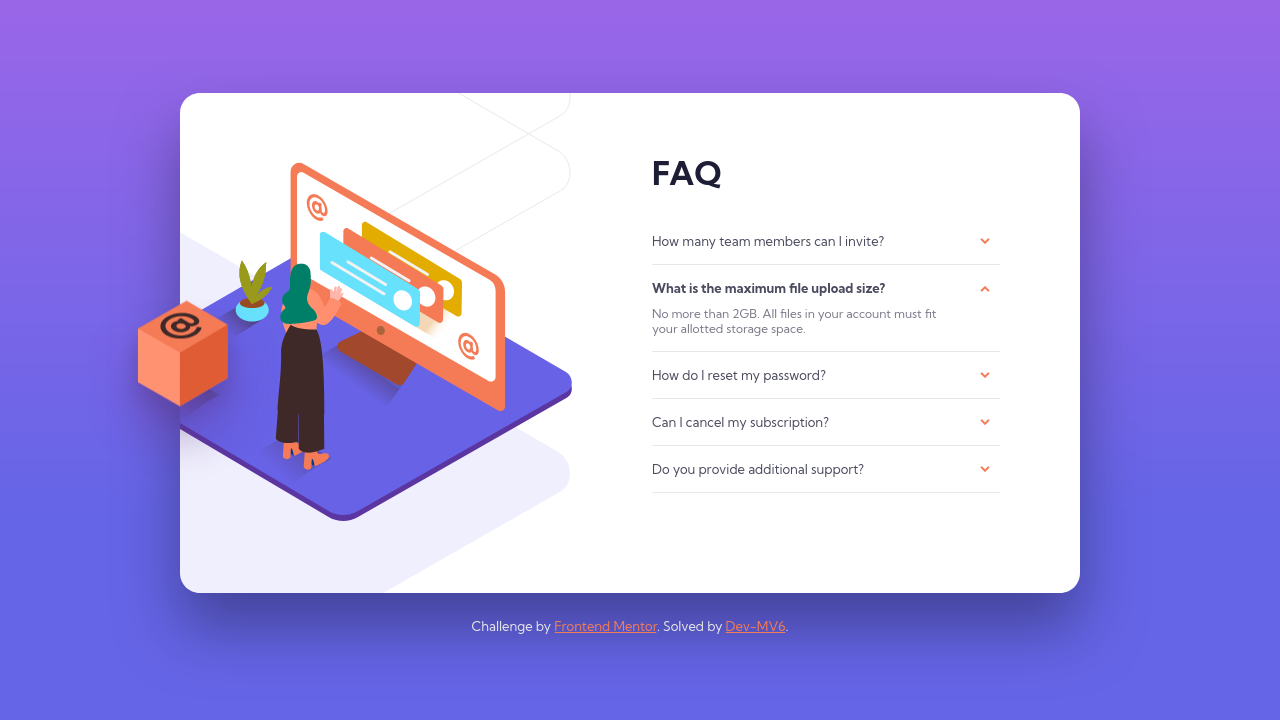 FAQ
How many team members can I invite?
What is the maximum file upload size?
No more than 2GB. All files in your account must fit
your allotted storage space.
How do I reset my password?
Can I cancel my subscription?
Do you provide additional support?
@
@
@
Challenge by Frontend Mentor. Solved by Dev-MV6.